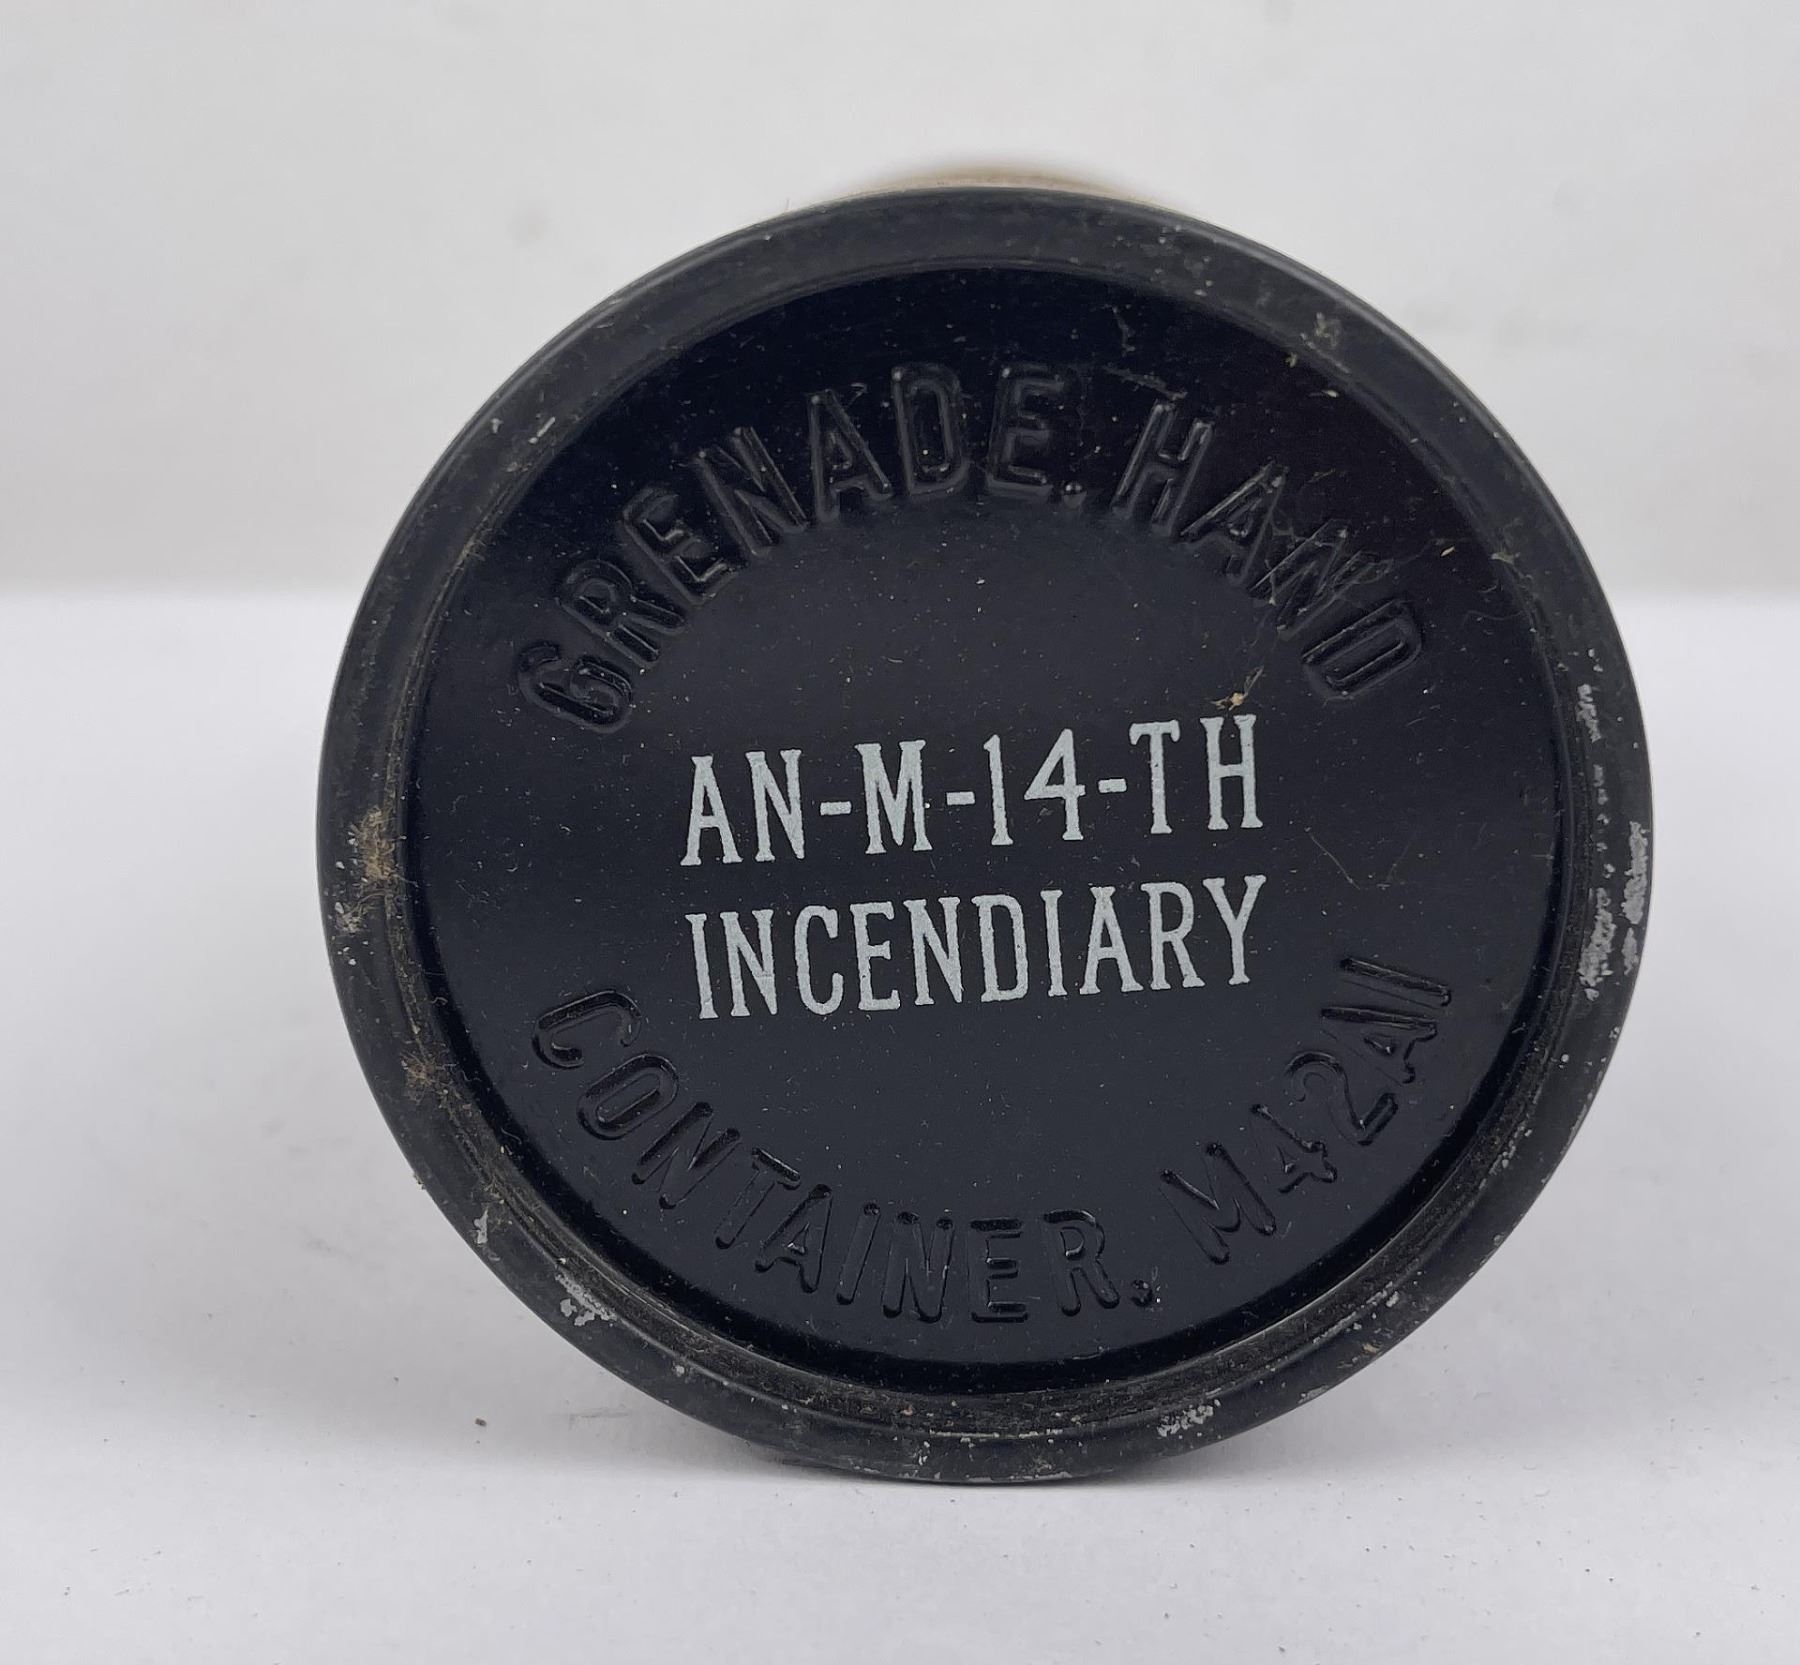 GRENADE. HAND
AN-M-14-TH
INCENDIARY
CONTAINER. M42A1